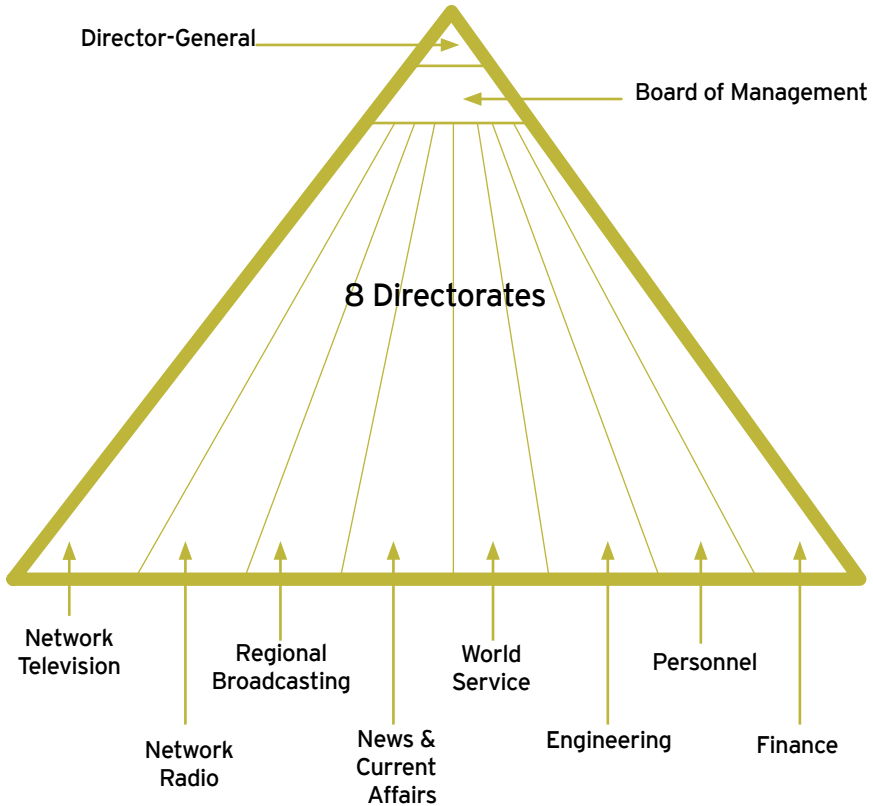 Director-General
Board of Management
8 Directorates
Network
Television
Network
Radio
Regional
Broadcasting
News &
Current
Affairs
World
Service
Engineering
Personnel
Finance